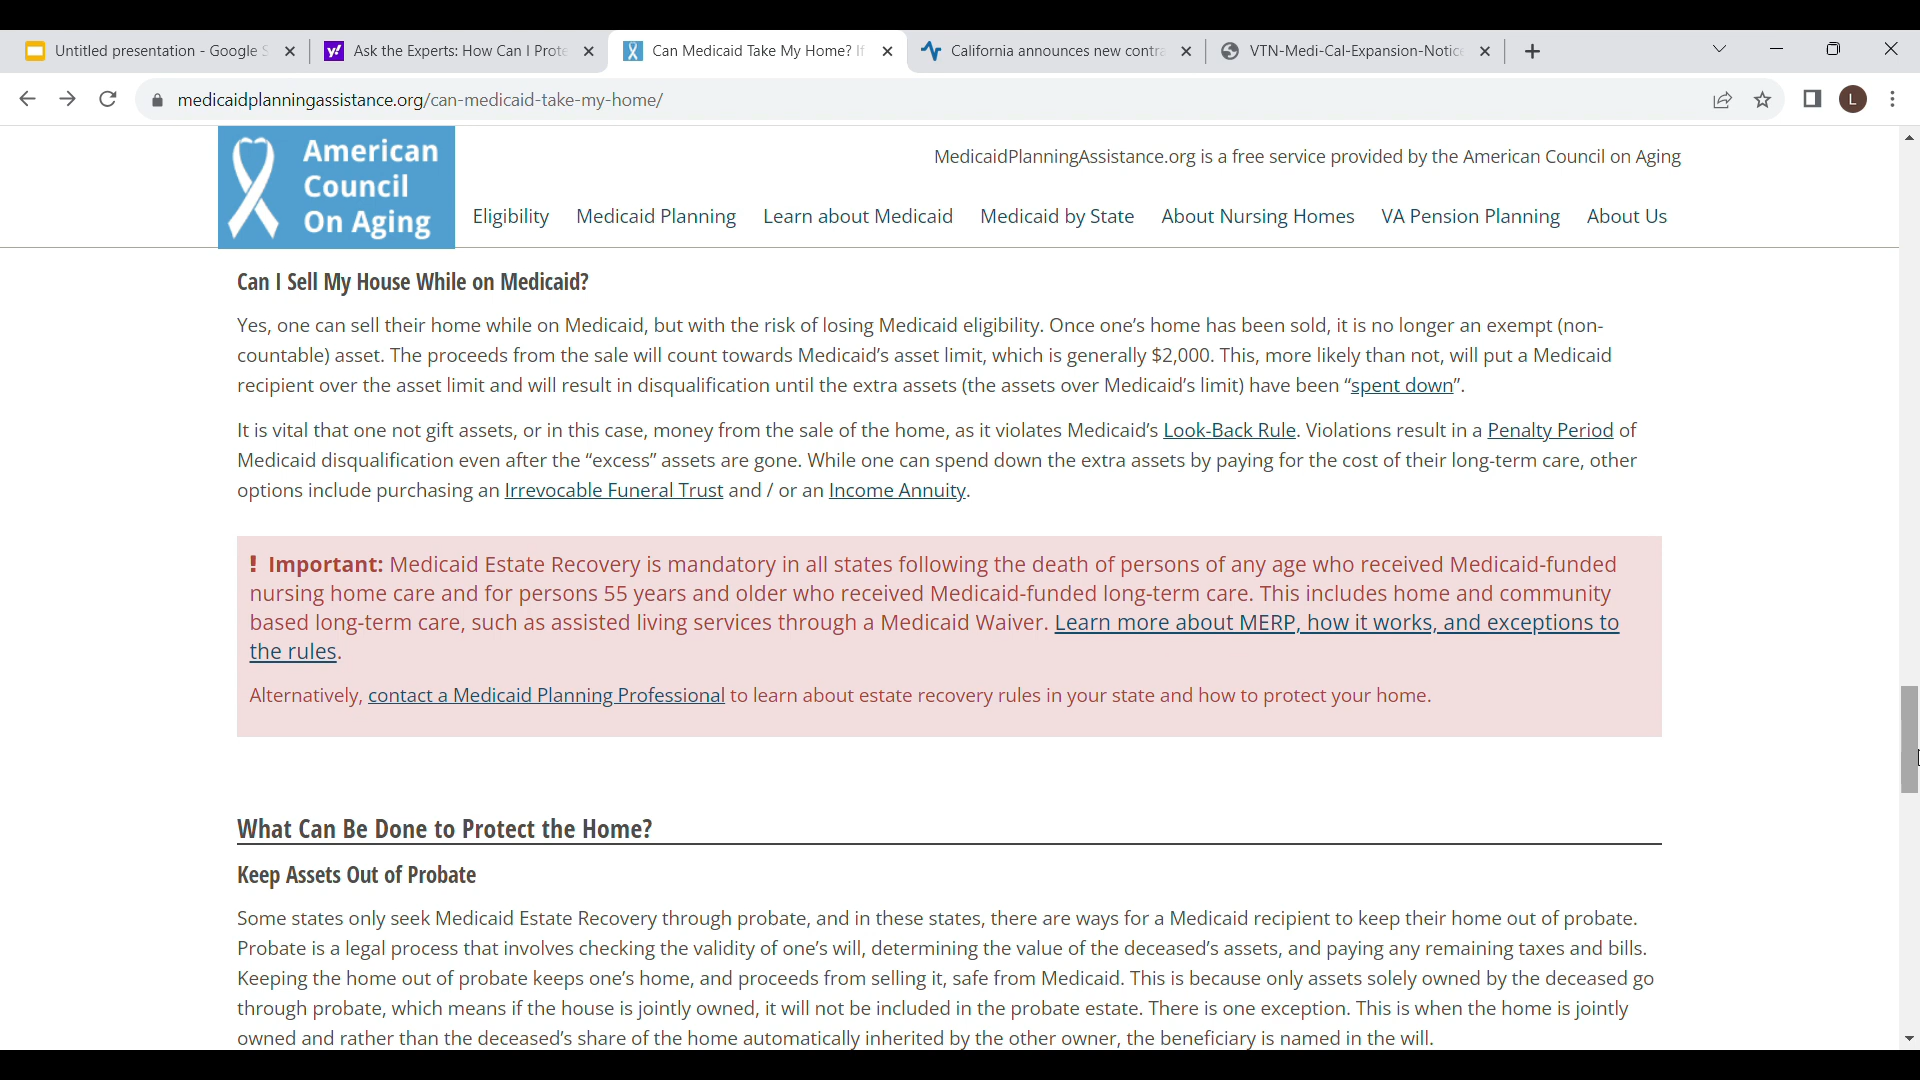 Untitled presentation - Google S
Ask the Experts: How Can I Prote
Can Medicaid Take My Home? If
California announces new contra
VTN-Medi-Cal-Expansion-Notice
medicaidplanningassistance.org/can-medicaid-take-my-home/
L
American
Council
On Aging
MedicaidPlanningAssistance.org is a free service provided by the American Council on Aging
Eligibility Medicaid Planning Learn about Medicaid Medicaid by State About Nursing Homes VA Pension Planning About Us
Can I Sell My House While on Medicaid?
Yes, one can sell their home while on Medicaid, but with the risk of losing Medicaid eligibility. Once one’s home has been sold, it is no longer an exempt (non-
countable) asset. The proceeds from the sale will count towards Medicaid’s asset limit, which is generally $2,000. This, more likely than not, will put a Medicaid
recipient over the asset limit and will result in disqualification until the extra assets (the assets over Medicaid’s limit) have been “spent down”.
It is vital that one not gift assets, or in this case, money from the sale of the home, as it violates Medicaid’s Look-Back Rule. Violations result in a Penalty Period of
Medicaid disqualification even after the “excess” assets are gone. While one can spend down the extra assets by paying for the cost of their long-term care, other
options include purchasing an Irrevocable Funeral Trust and / or an Income Annuity.
! Important: Medicaid Estate Recovery is mandatory in all states following the death of persons of any age who received Medicaid-funded
nursing home care and for persons 55 years and older who received Medicaid-funded long-term care. This includes home and community
based long-term care, such as assisted living services through a Medicaid Waiver. Learn more about MERP, how it works, and exceptions to
the rules.
Alternatively, contact a Medicaid Planning Professional to learn about estate recovery rules in your state and how to protect your home.
What Can Be Done to Protect the Home?
Keep Assets Out of Probate
Some states only seek Medicaid Estate Recovery through probate, and in these states, there are ways for a Medicaid recipient to keep their home out of probate.
Probate is a legal process that involves checking the validity of one’s will, determining the value of the deceased’s assets, and paying any remaining taxes and bills.
Keeping the home out of probate keeps one’s home, and proceeds from selling it, safe from Medicaid. This is because only assets solely owned by the deceased go
through probate, which means if the house is jointly owned, it will not be included in the probate estate. There is one exception. This is when the home is jointly
owned and rather than the deceased’s share of the home automatically inherited by the other owner, the beneficiary is named in the will.